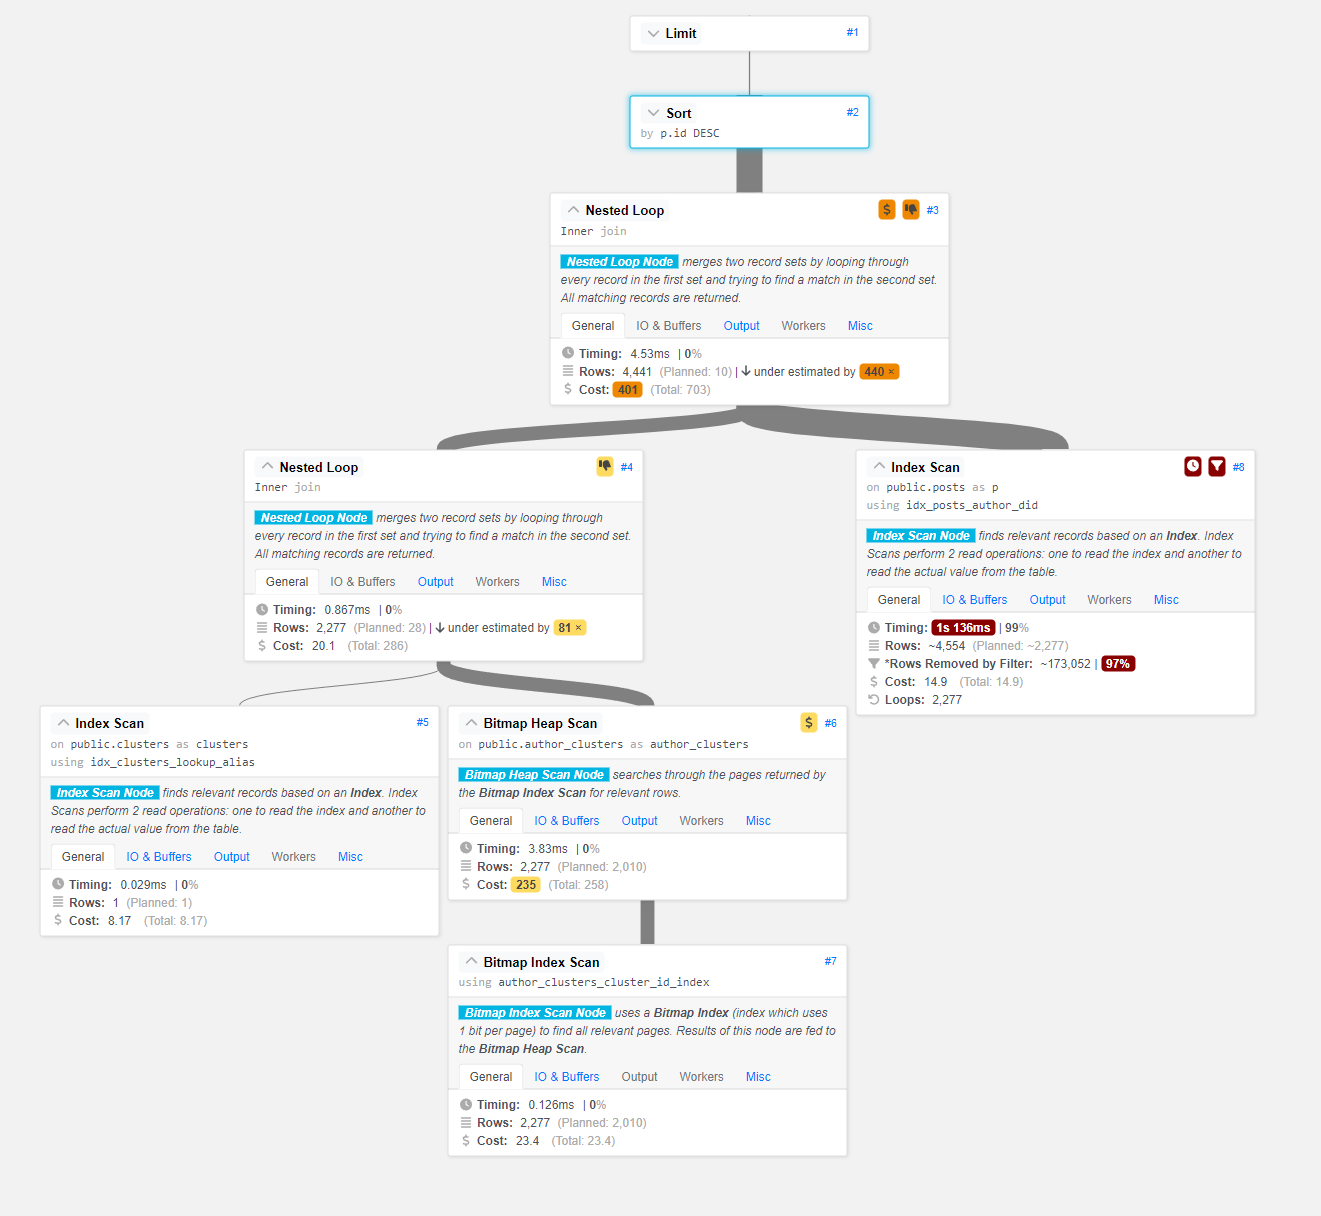 Limit #1
Sort #2
by p.id DESC
Nested Loop $ #3
Inner join
Nested Loop Node merges two record sets by looping through
every record in the first set and trying to find a match in the second set.
All matching records are returned.
General IO & Buffers Output Workers Misc
Timing: 4.53ms | 0%
Rows: 4,441 (Planned: 10) | under estimated by 440 ×
$ Cost: 401 (Total: 703)
Nested Loop #4
Inner join
Nested Loop Node merges two record sets by looping through
every record in the first set and trying to find a match in the second set.
All matching records are returned.
General IO & Buffers Output Workers Misc
Timing: 0.867ms | 0%
Rows: 2,277 (Planned: 28) | under estimated by 81 ×
$ Cost: 20.1 (Total: 286)
Index Scan #8
on public.posts as p
using idx_posts_author_did
Index Scan Node finds relevant records based on an Index. Index
Scans perform 2 read operations: one to read the index and another to
read the actual value from the table.
General IO & Buffers Output Workers Misc
Timing: 1s 136ms | 99%
Rows: ~4,554 (Planned: ~2,277)
*Rows Removed by Filter: ~173,052 | 97%
$ Cost: 14.9 (Total: 14.9)
Loops: 2,277
Index Scan #5
on public.clusters as clusters
using idx_clusters_lookup_alias
Index Scan Node finds relevant records based on an Index. Index
Scans perform 2 read operations: one to read the index and another to
read the actual value from the table.
General IO & Buffers Output Workers Misc
Timing: 0.029ms | 0%
Rows: 1 (Planned: 1)
$ Cost: 8.17 (Total: 8.17)
Bitmap Heap Scan $ #6
on public.author_clusters as author_clusters
Bitmap Heap Scan Node searches through the pages returned by
the Bitmap Index Scan for relevant rows.
General IO & Buffers Output Workers Misc
Timing: 3.83ms | 0%
Rows: 2,277 (Planned: 2,010)
$ Cost: 235 (Total: 258)
Bitmap Index Scan #7
using author_clusters_cluster_id_index
Bitmap Index Scan Node uses a Bitmap Index (index which uses
1 bit per page) to find all relevant pages. Results of this node are fed to
the Bitmap Heap Scan.
General IO & Buffers Output Workers Misc
Timing: 0.126ms | 0%
Rows: 2,277 (Planned: 2,010)
$ Cost: 23.4 (Total: 23.4)